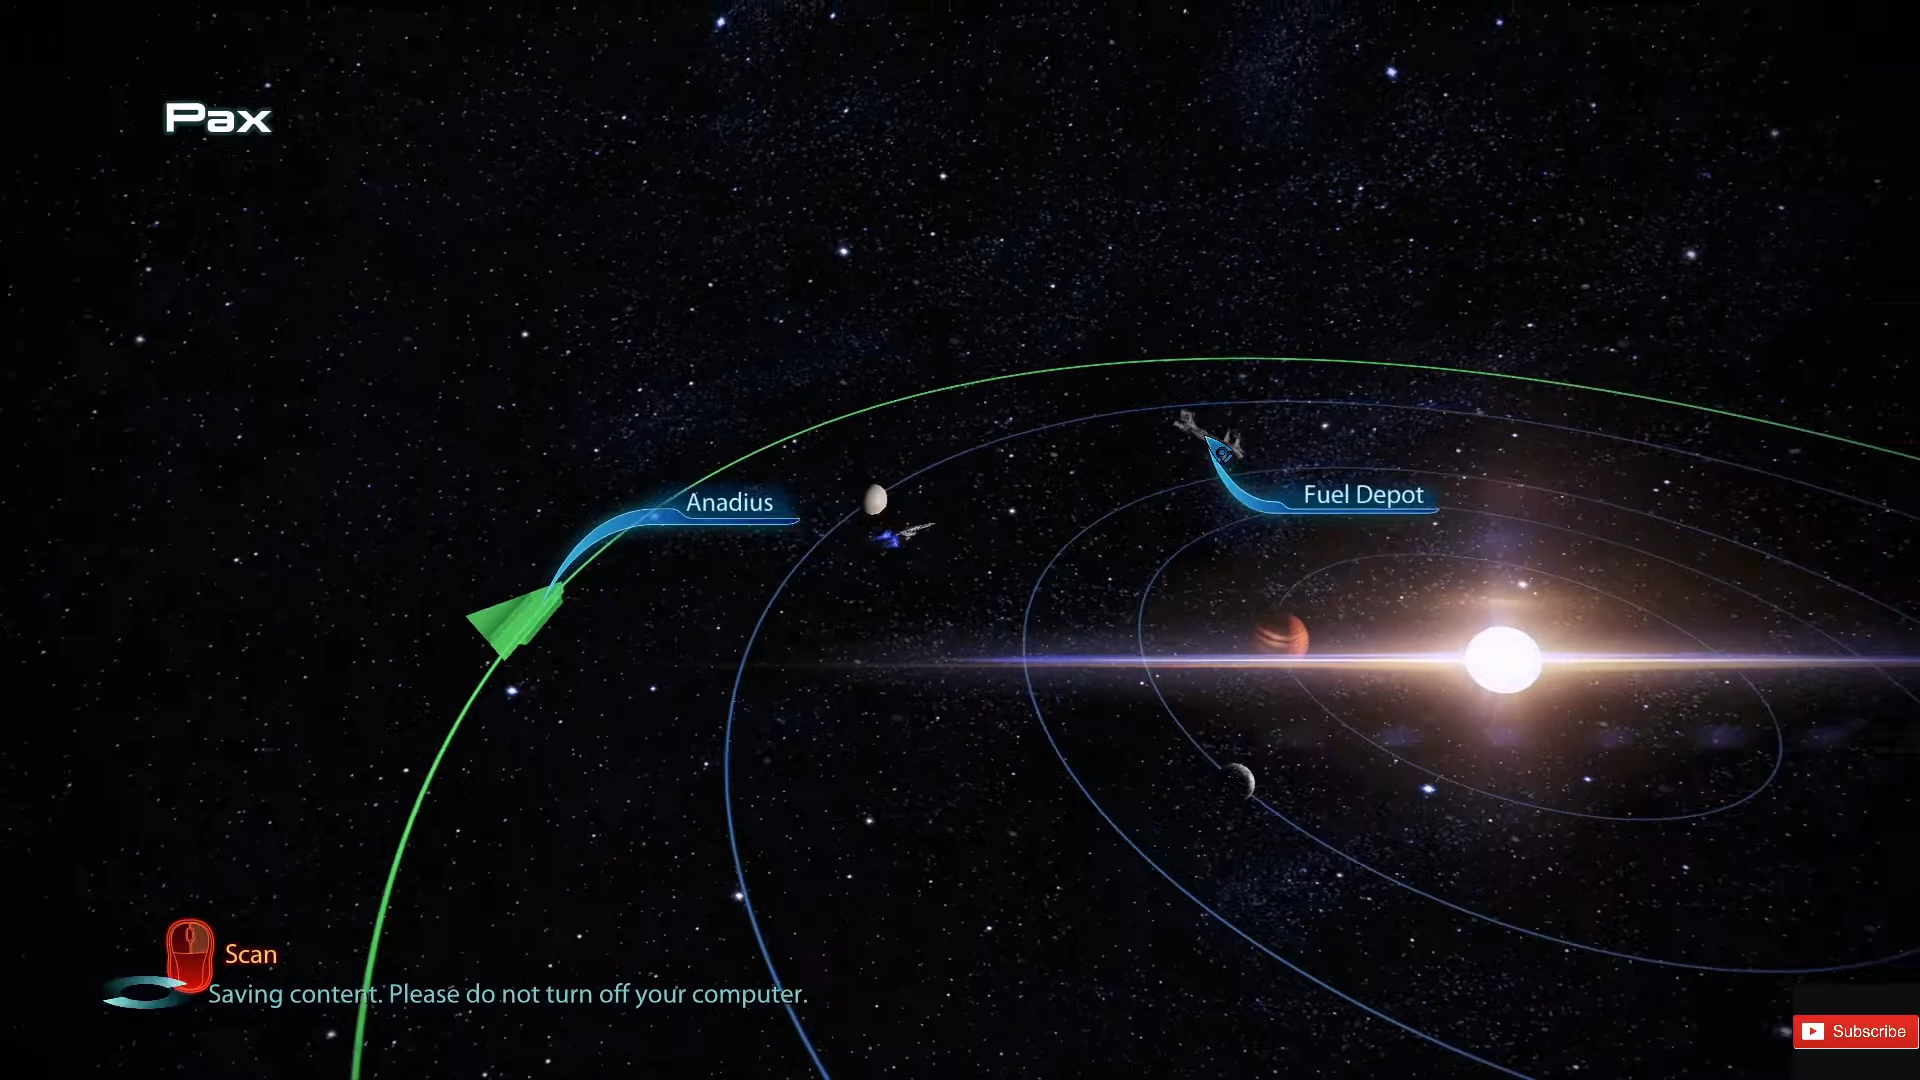 Pax
Anadius
Fuel Depot
Scan
Saving content. Please do not turn off your computer.
Subscribe